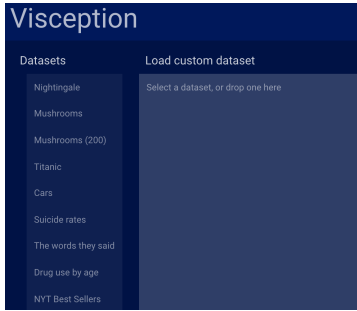 Visception
Datasets
Load custom dataset
Nightingale
Select a dataset, or drop one here
Mushrooms
Mushrooms (200)
Titanic
Cars
Suicide rates
The words they said
Drug use by age
NYT Best Sellers